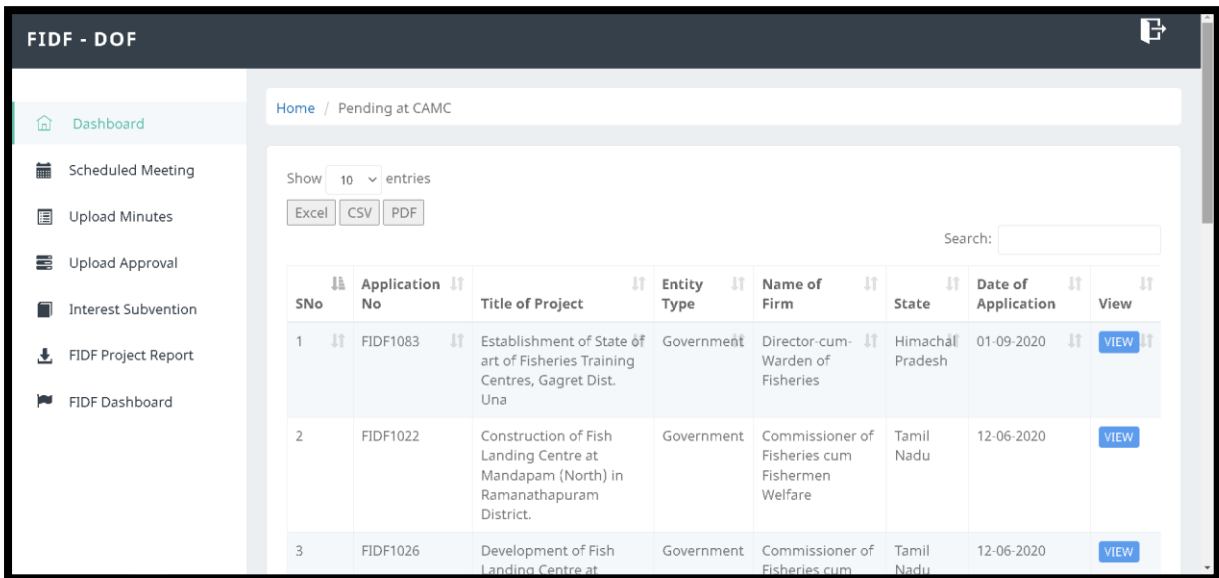 FIDF - DOF
Home / Pending at CAMC
Dashboard
Scheduled Meeting
Upload Minutes
Upload Approval
Interest Subvention
FIDF Project Report
FIDF Dashboard
Show 10 entries
Excel CSV PDF
Search:
SNo Application No Title of Project Entity Type Name of Firm State Date of Application View
1 FIDF1083 Establishment of State of Government Director-cum- Himachal 01-09-2020 VIEW
art of Fisheries Training Warden of Pradesh
Centres, Gagret Dist. Fisheries
Una
2 FIDF1022 Construction of Fish Government Commissioner of Tamil 12-06-2020 VIEW
Landing Centre at Fisheries cum Nadu
Mandapam (North) in Fishermen
Ramanathapuram Welfare
District.
3 FIDF1026 Development of Fish Government Commissioner of Tamil 12-06-2020 VIEW
Landing Centre at Fisheries cum Nadu